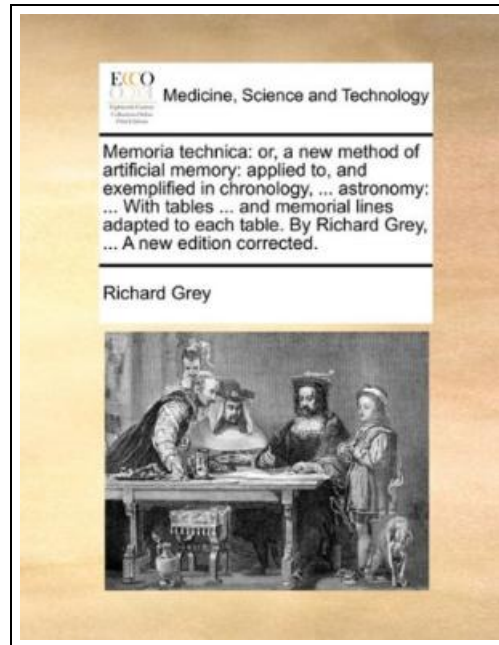 ECCO
Medicine, Science and Technology
Memoria technica: or, a new method of
artificial memory: applied to, and
exemplified in chronology, ... astronomy:
... With tables ... and memorial lines
adapted to each table. By Richard Grey,
... A new edition corrected.
Richard Grey